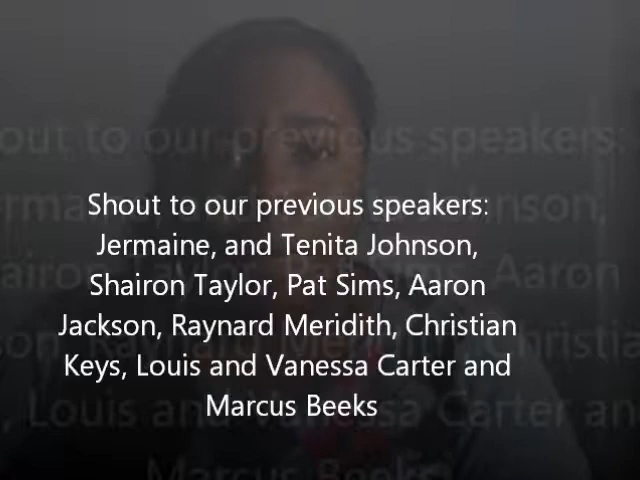 Shout to our previous speakers:
Jermaine, and Tenita Johnson,
Shairon Taylor, Pat Sims, Aaron
Jackson, Raynard Meridith, Christian
Keys, Louis and Vanessa Carter and
Marcus Beeks